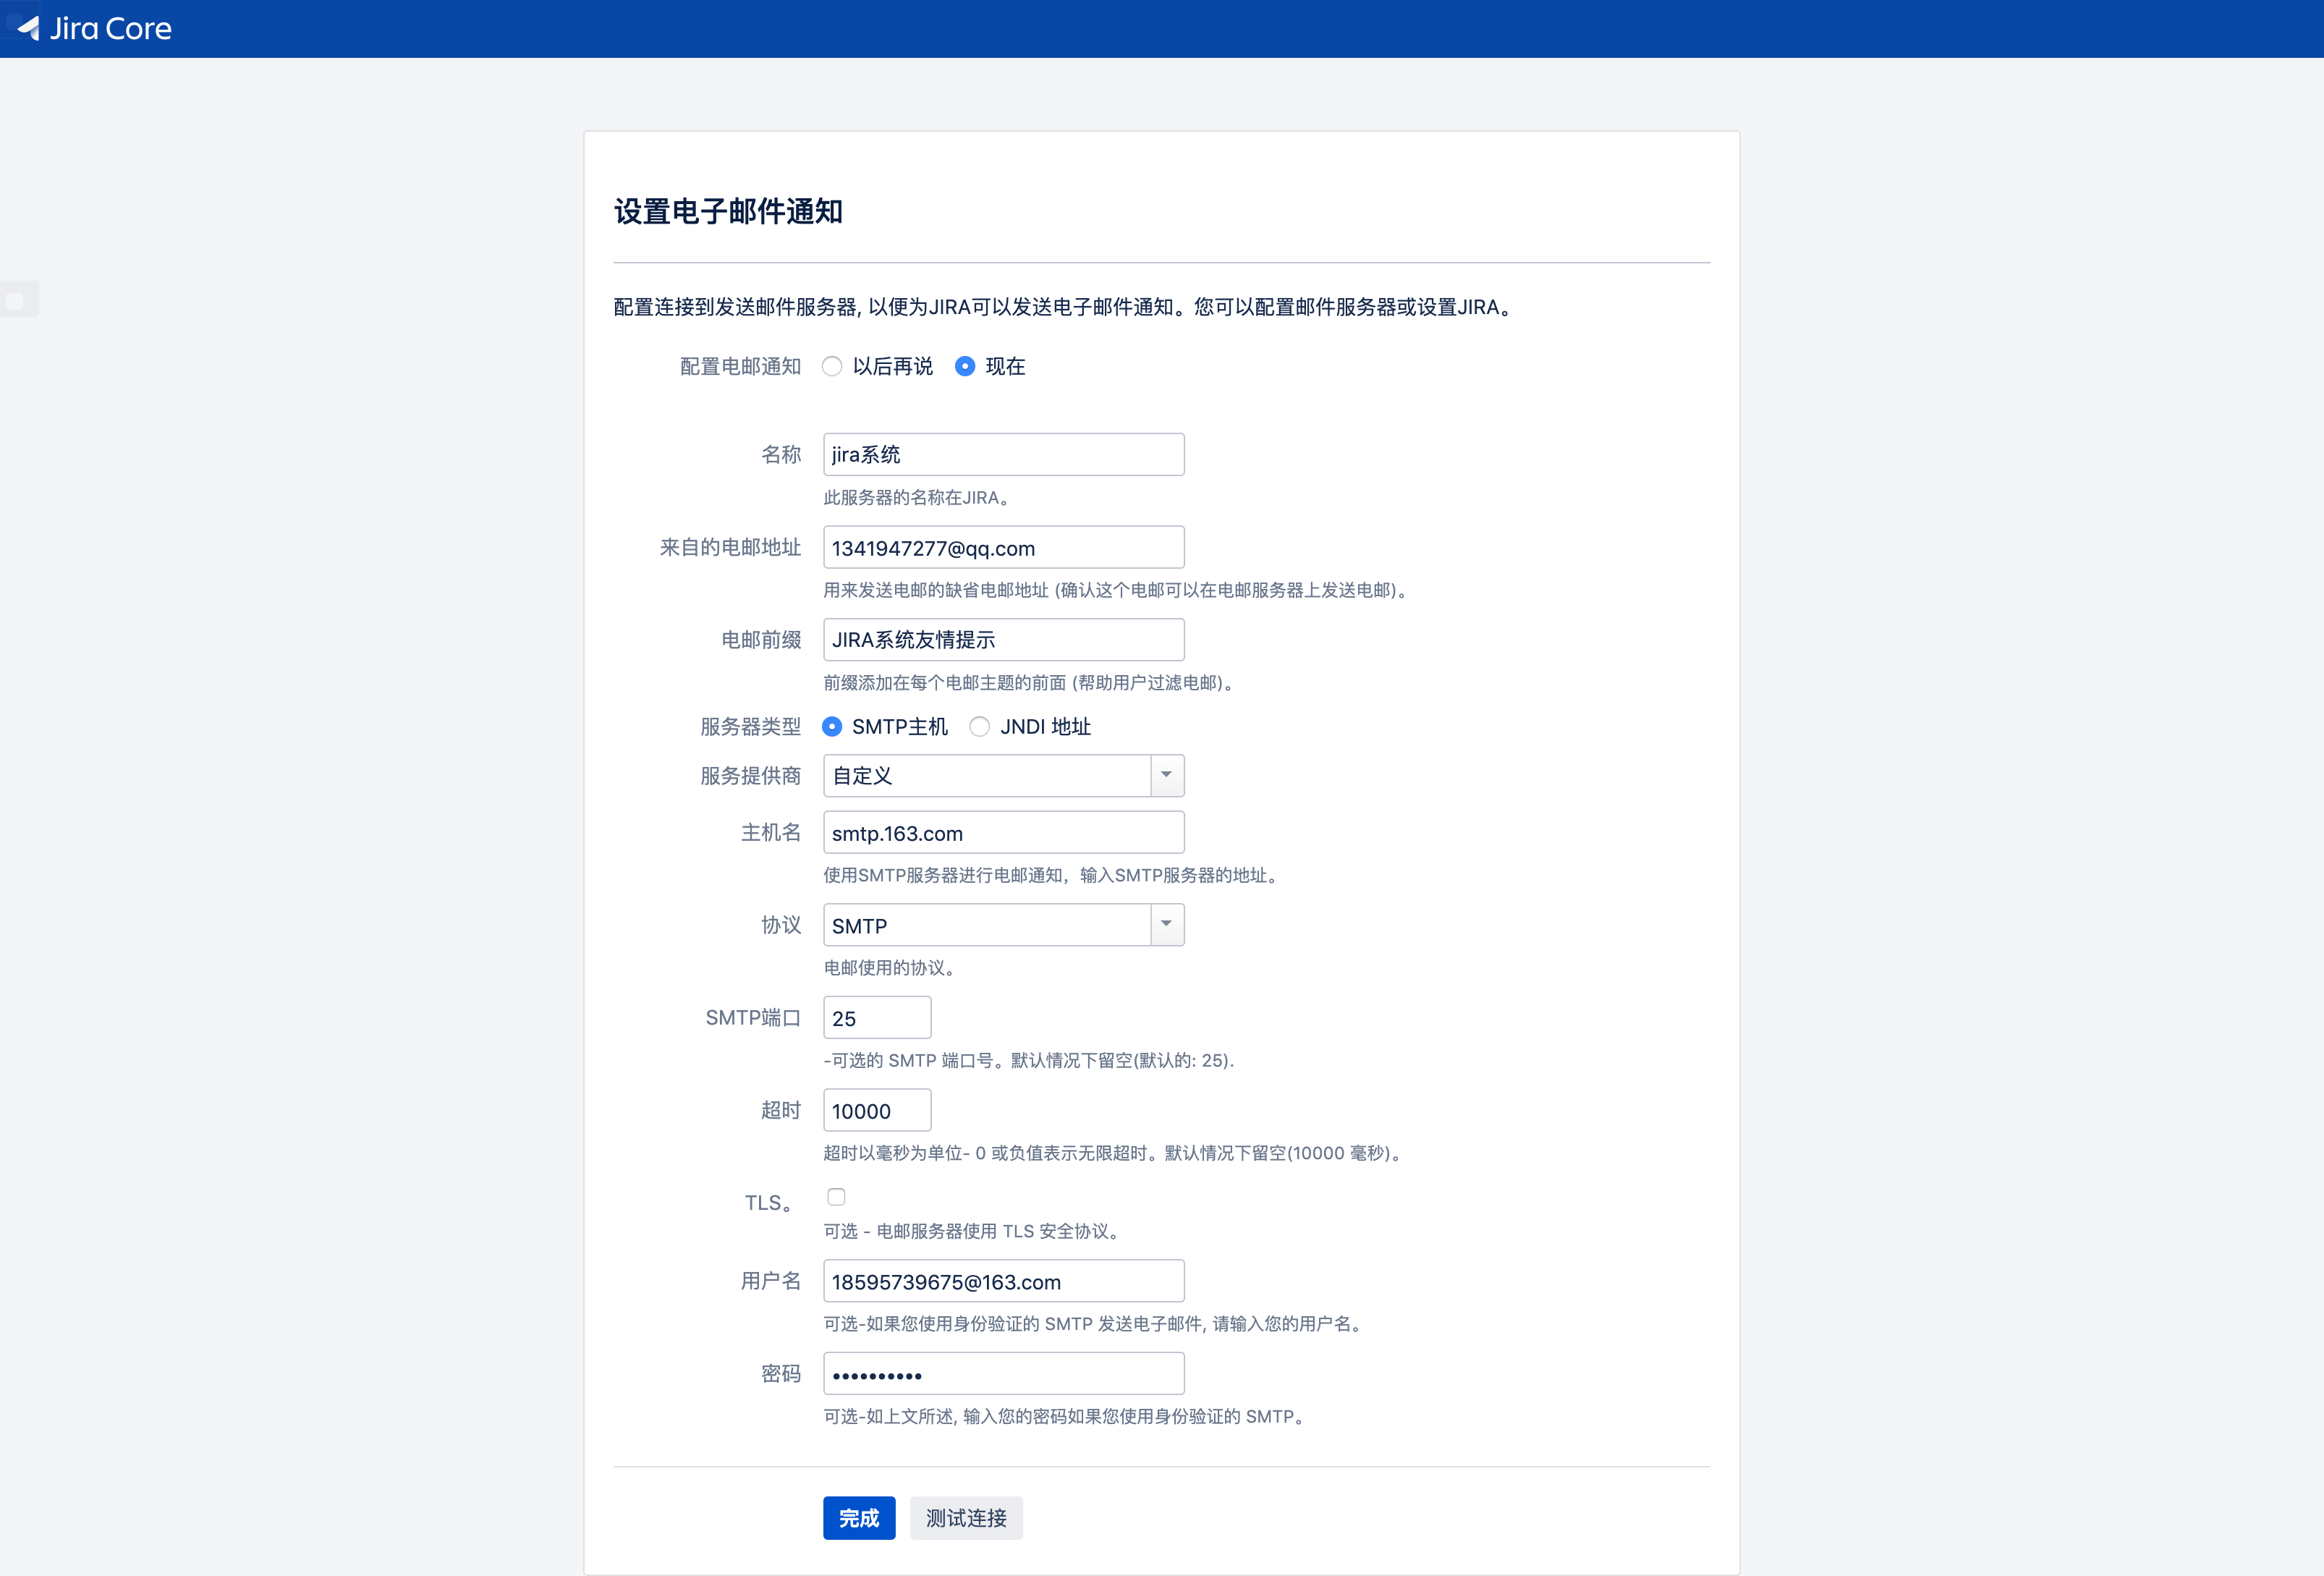 Jira Core
设置电子邮件通知
配置连接到发送邮件服务器, 以便为JIRA可以发送电子邮件通知。您可以配置邮件服务器或设置JIRA。
配置电邮通知 以后再说 现在
名称 jira系统
此服务器的名称在JIRA。
来自的电邮地址 1341947277@qq.com
用来发送电邮的缺省电邮地址 (确认这个电邮可以在电邮服务器上发送电邮)。
电邮前缀 JIRA系统友情提示
前缀添加在每个电邮主题的前面 (帮助用户过滤电邮)。
服务器类型 SMTP主机 JNDI 地址
服务提供商 自定义
主机名 smtp.163.com
使用SMTP服务器进行电邮通知，输入SMTP服务器的地址。
协议 SMTP
电邮使用的协议。
SMTP端口 25
-可选的 SMTP 端口号。默认情况下留空(默认的: 25).
超时 10000
超时以毫秒为单位- 0 或负值表示无限超时。默认情况下留空(10000 毫秒)。
TLS。
可选 - 电邮服务器使用 TLS 安全协议。
用户名 18595739675@163.com
可选-如果您使用身份验证的 SMTP 发送电子邮件, 请输入您的用户名。
密码 ••••••••••
可选-如上文所述, 输入您的密码如果您使用身份验证的 SMTP。
完成 测试连接